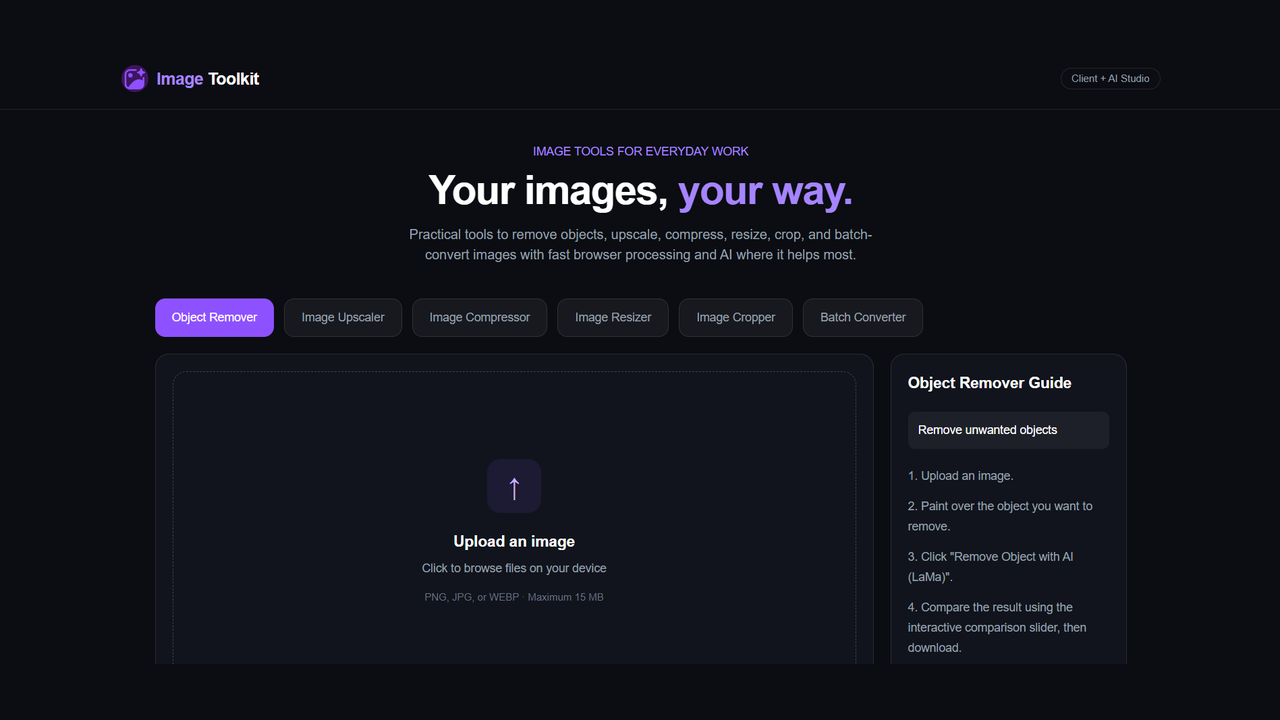 Image Toolkit
Client + AI Studio
IMAGE TOOLS FOR EVERYDAY WORK
Your images, your way.
Practical tools to remove objects, upscale, compress, resize, crop, and batch-
convert images with fast browser processing and AI where it helps most.
Object Remover
Image Upscaler
Image Compressor
Image Resizer
Image Cropper
Batch Converter
Upload an image
Click to browse files on your device
PNG, JPG, or WEBP · Maximum 15 MB
Object Remover Guide
Remove unwanted objects
1. Upload an image.
2. Paint over the object you want to
remove.
3. Click "Remove Object with AI
(LaMa)".
4. Compare the result using the
interactive comparison slider, then
download.